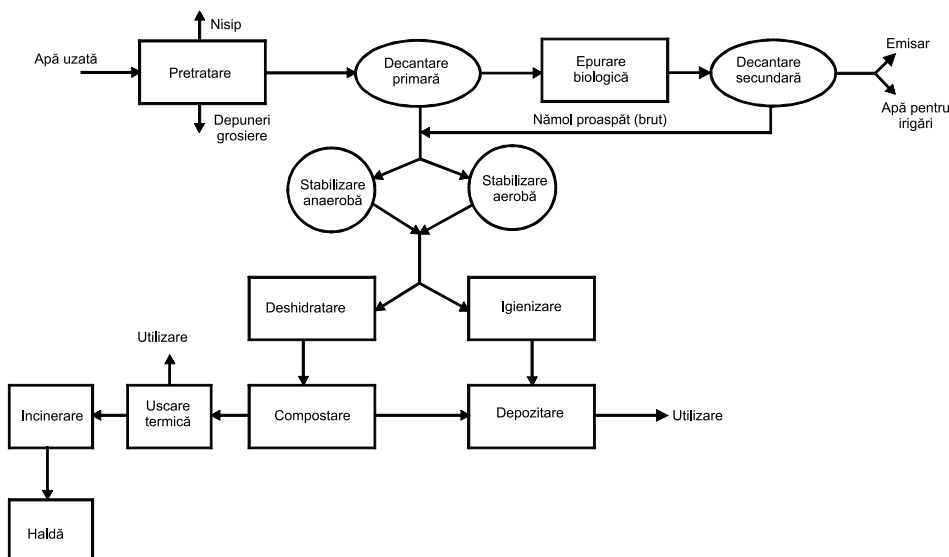 Nisip
Apă uzată
Pretratare
Depuneri
grosiere
Decantare
primară
Epurare
biologică
Decantare
secundară
Emisar
Apă pentru
irigări
Nămol proaspăt (brut)
Stabilizare
anaerobă
Stabilizare
aerobă
Deshidratare
Igienizare
Utilizare
Incinerare
Uscare
termică
Compostare
Depozitare
Utilizare
Haldă